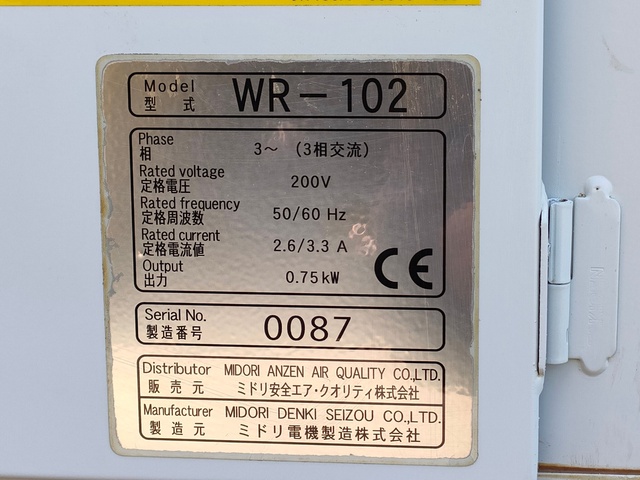 Model
型 式
WR-102
Phase
相
3～ (3相交流)
Rated voltage
定格電圧
200V
Rated frequency
定格周波数
50/60 Hz
Rated current
定格電流値
2.6/3.3 A
Output
出力
0.75kW
CE
Serial No.
製造番号
0087
Distributor MIDORI ANZEN AIR QUALITY CO.,LTD.
販売元 ミドリ安全エア・クオリティ株式会社
Manufacturer MIDORI DENKI SEIZOU CO.,LTD.
製造元 ミドリ電機製造株式会社